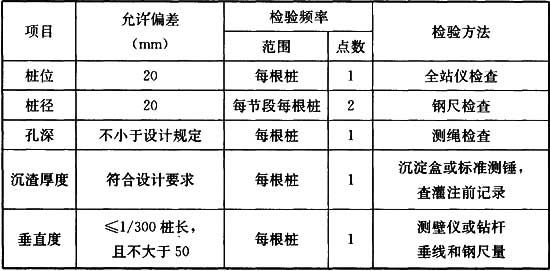 项目 允许偏差（mm） 检验频率 检验方法
范围 点数
桩位 20 每根桩 1 全站仪检查
桩径 20 每节段每根桩 2 钢尺检查
孔深 不小于设计规定 每根桩 1 测绳检查
沉渣厚度 符合设计要求 每根桩 1 沉淀盒或标准测锤，
查灌注前记录
垂直度 ≤1/300 桩长，
且不大于 50 每根桩 1 测壁仪或钻杆
垂线和钢尺量